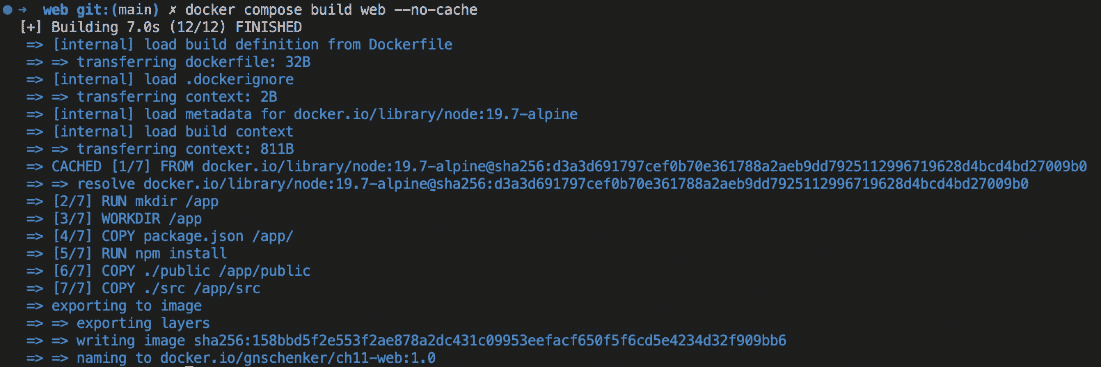 ➜ web git:(main) ✗ docker compose build web --no-cache
[+] Building 7.0s (12/12) FINISHED
=> [internal] load build definition from Dockerfile
=> => transferring dockerfile: 32B
=> [internal] load .dockerignore
=> => transferring context: 2B
=> [internal] load metadata for docker.io/library/node:19.7-alpine
=> [internal] load build context
=> => transferring context: 811B
=> CACHED [1/7] FROM docker.io/library/node:19.7-alpine@sha256:d3a3d691797cef0b70e361788a2aeb9dd7925112996719628d4bcd4bd27009b0
=> => resolve docker.io/library/node:19.7-alpine@sha256:d3a3d691797cef0b70e361788a2aeb9dd7925112996719628d4bcd4bd27009b0
=> [2/7] RUN mkdir /app
=> [3/7] WORKDIR /app
=> [4/7] COPY package.json /app/
=> [5/7] RUN npm install
=> [6/7] COPY ./public /app/public
=> [7/7] COPY ./src /app/src
=> exporting to image
=> => exporting layers
=> => writing image sha256:158bbd5f2e553f2ae878a2dc431c09953eefacf650f5f6cd5e4234d32f909bb6
=> => naming to docker.io/gnschenker/ch11-web:1.0